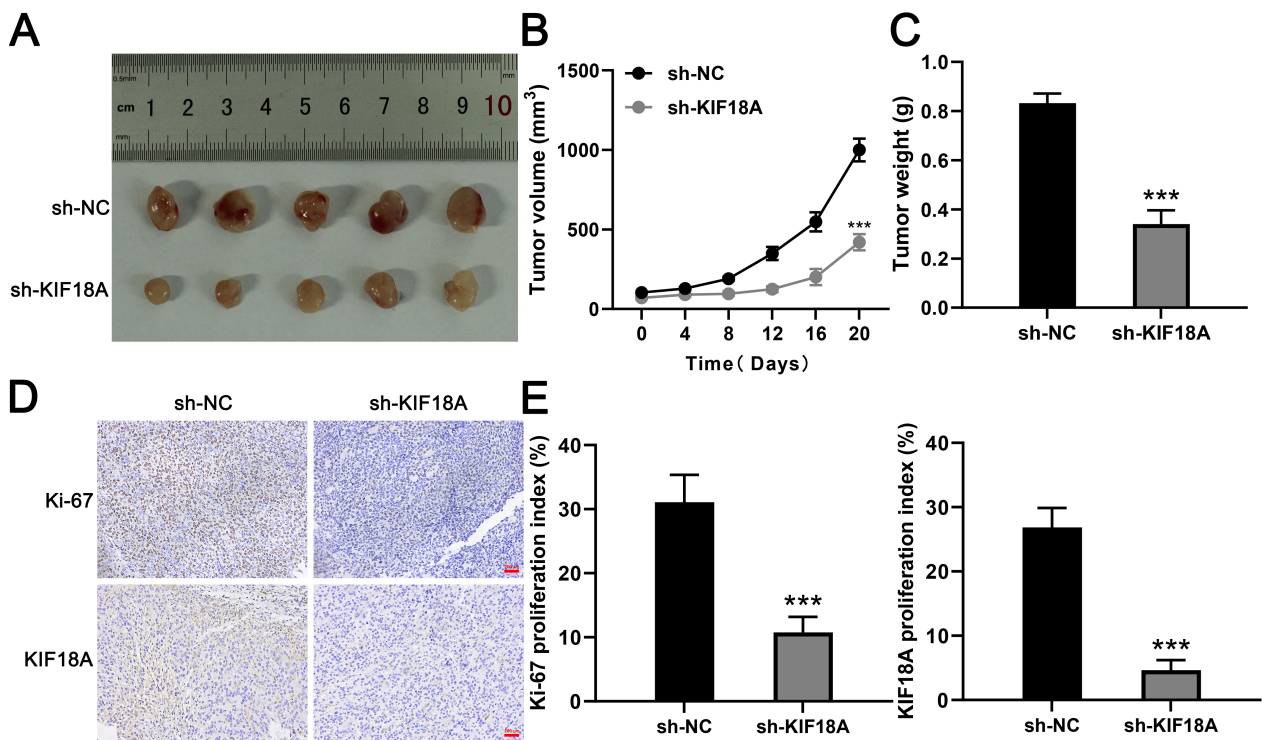 A
0.5mm
mm
cm 1 2 3 4 5 6 7 8 9 10
mm
sh-NC
sh-KIF18A
B
Tumor volume (mm3)
1500
1000
500
0
sh-NC
sh-KIF18A
***
0 4 8 12 16 20
Time( Days)
C
Tumor weight (g)
1.0
0.8
0.6
0.4
0.2
0.0
***
sh-NC sh-KIF18A
D
sh-NC sh-KIF18A
Ki-67
KIF18A
E
Ki-67 proliferation index (%)
40
30
20
10
0
***
sh-NC sh-KIF18A
KIF18A proliferation index (%)
40
30
20
10
0
***
sh-NC sh-KIF18A